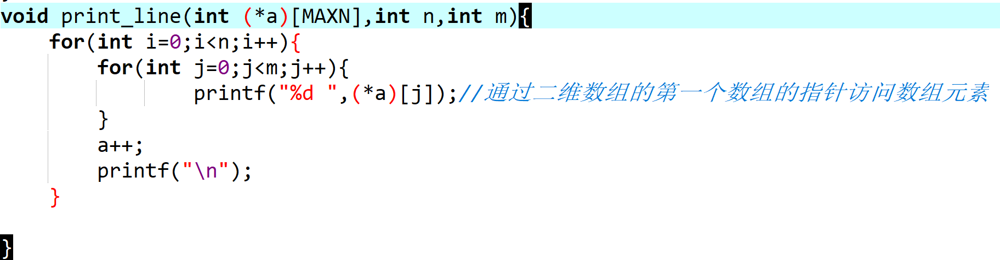 void print_line(int (*a)[MAXN],int n,int m){
    for(int i=0;i<n;i++){
        for(int j=0;j<m;j++){
                printf("%d ",(*a)[j]);//通过二维数组的第一个数组的指针访问数组元素
        }
        a++;
        printf("\n");
    }
}